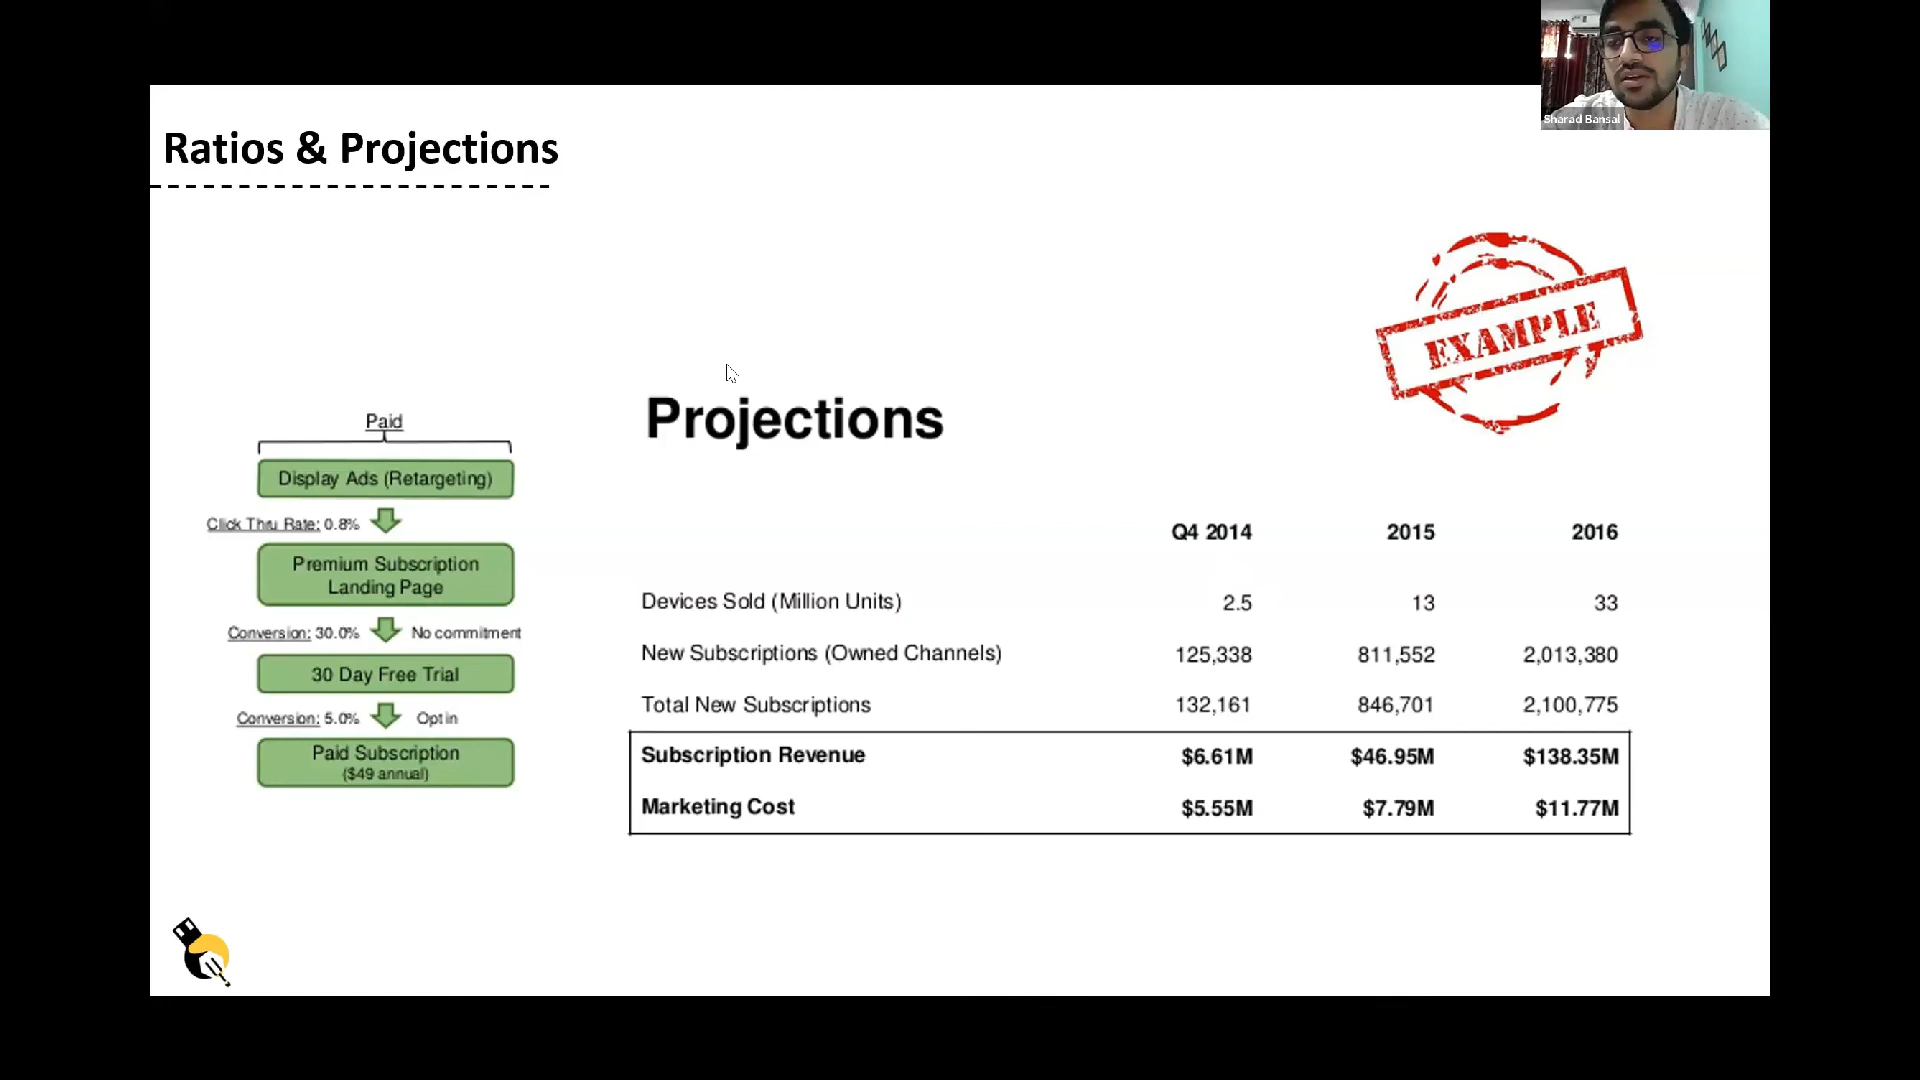 Sharad Bansal
Ratios & Projections
EXAMPLE
Paid
Display Ads (Retargeting)
Click Thru Rate: 0.8%
Premium Subscription
Landing Page
Conversion: 30.0% No commitment
30 Day Free Trial
Conversion: 5.0% Opt in
Paid Subscription
($49 annual)
Projections
Q4 2014 2015 2016
Devices Sold (Million Units) 2.5 13 33
New Subscriptions (Owned Channels) 125,338 811,552 2,013,380
Total New Subscriptions 132,161 846,701 2,100,775
Subscription Revenue $6.61M $46.95M $138.35M
Marketing Cost $5.55M $7.79M $11.77M